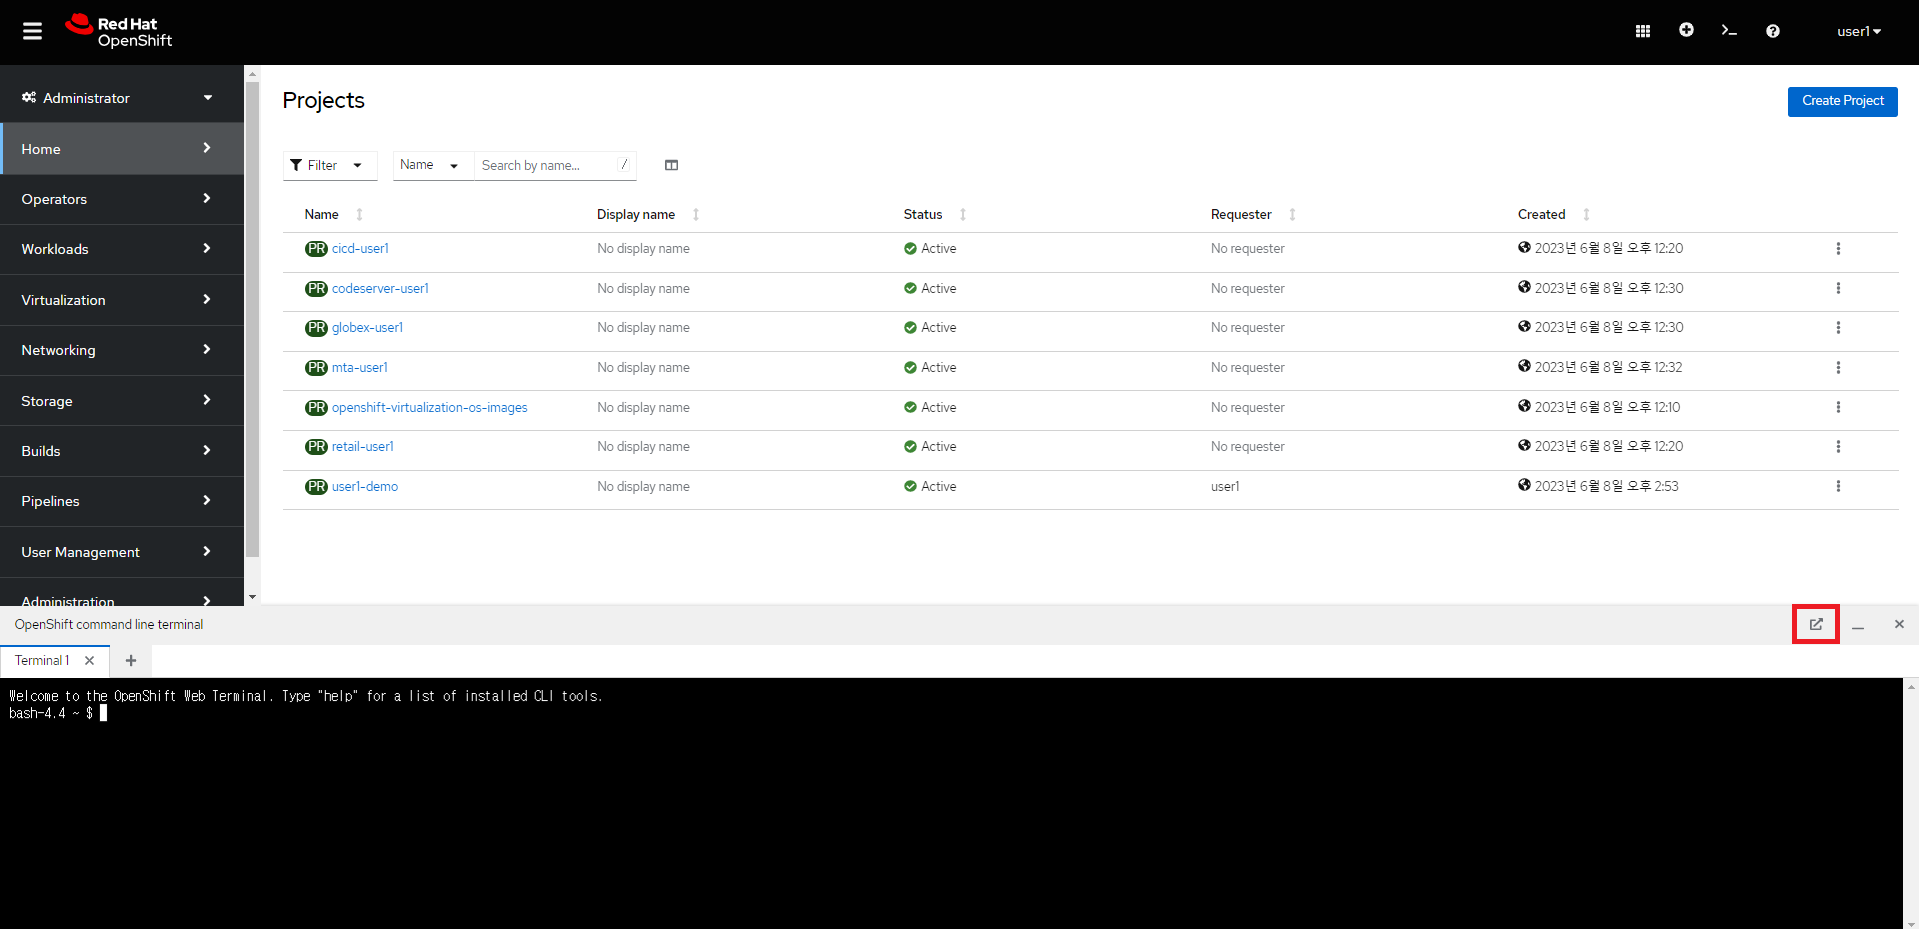 Red Hat
OpenShift
user1
Administrator
Home
Operators
Workloads
Virtualization
Networking
Storage
Builds
Pipelines
User Management
Administration
Projects
Create Project
Filter
Name
Search by name...
/
Name Display name Status Requester Created
PR cicd-user1 No display name Active No requester 2023년 6월 8일 오후 12:20
PR codeserver-user1 No display name Active No requester 2023년 6월 8일 오후 12:30
PR globex-user1 No display name Active No requester 2023년 6월 8일 오후 12:30
PR mta-user1 No display name Active No requester 2023년 6월 8일 오후 12:32
PR openshift-virtualization-os-images No display name Active No requester 2023년 6월 8일 오후 12:10
PR retail-user1 No display name Active No requester 2023년 6월 8일 오후 12:20
PR user1-demo No display name Active user1 2023년 6월 8일 오후 2:53
OpenShift command line terminal
Terminal 1
Welcome to the OpenShift Web Terminal. Type "help" for a list of installed CLI tools.
bash-4.4 ~ $